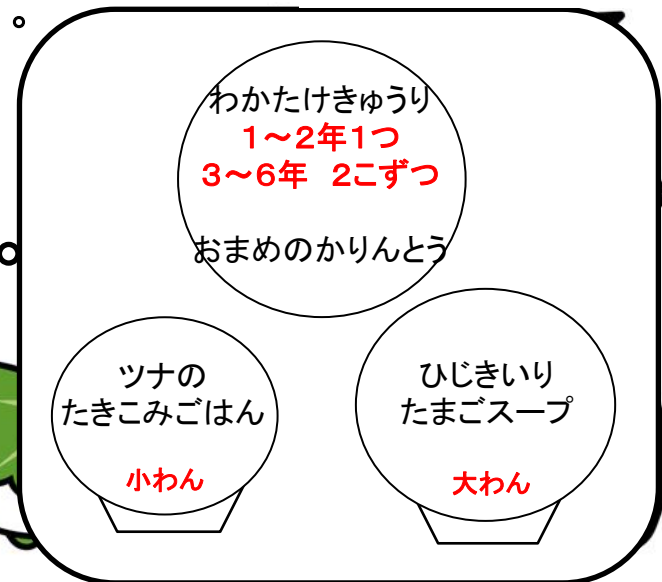 わかたけきゅうり
１～２年１つ
３～６年　２こずつ
おまめのかりんとう
ツナの
たきこみごはん
小わん
ひじきいり
たまごスープ
大わん